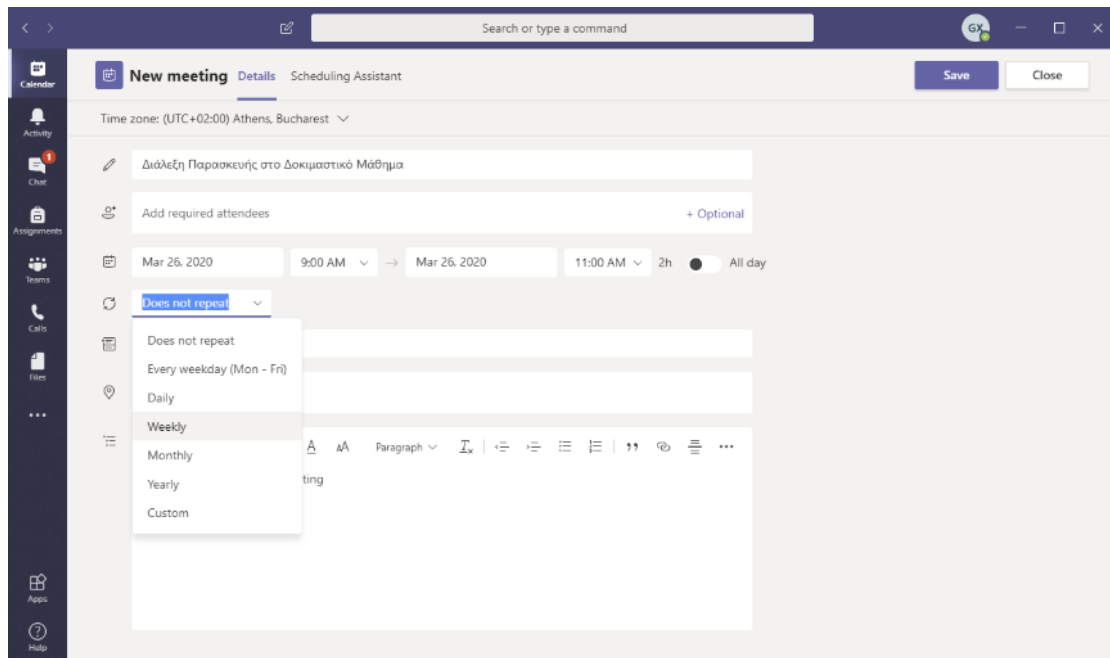 Search or type a command
GX
Calendar
New meeting Details Scheduling Assistant
Save Close
Time zone: (UTC+02:00) Athens, Bucharest
Activity
Διάλεξη Παρασκευής στο Δοκιμαστικό Μάθημα
1
Chat
Add required attendees + Optional
Assignments
Mar 26, 2020 9:00 AM → Mar 26, 2020 11:00 AM 2h All day
Teams
Does not repeat
Calls
Does not repeat
Every weekday (Mon - Fri)
Files
Daily
Weekly
A AA Paragraph
Monthly
Yearly
ting
Custom
Apps
Help